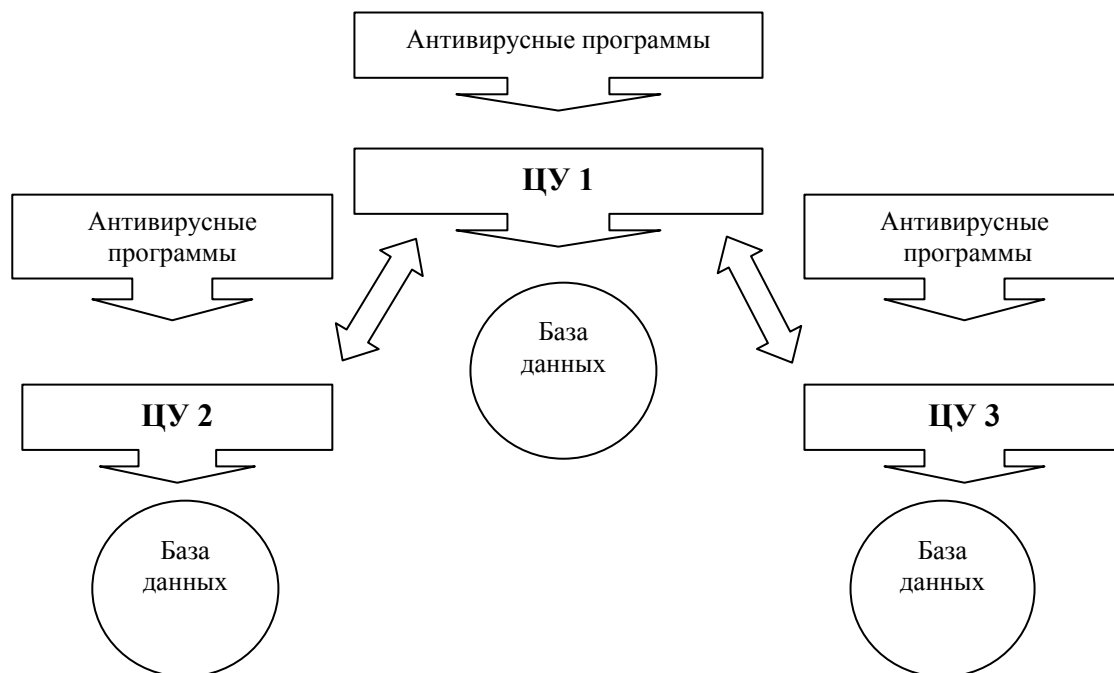 Антивирусные программы
ЦУ 1
Антивирусные
программы
Антивирусные
программы
База
данных
ЦУ 2
ЦУ 3
База
данных
База
данных